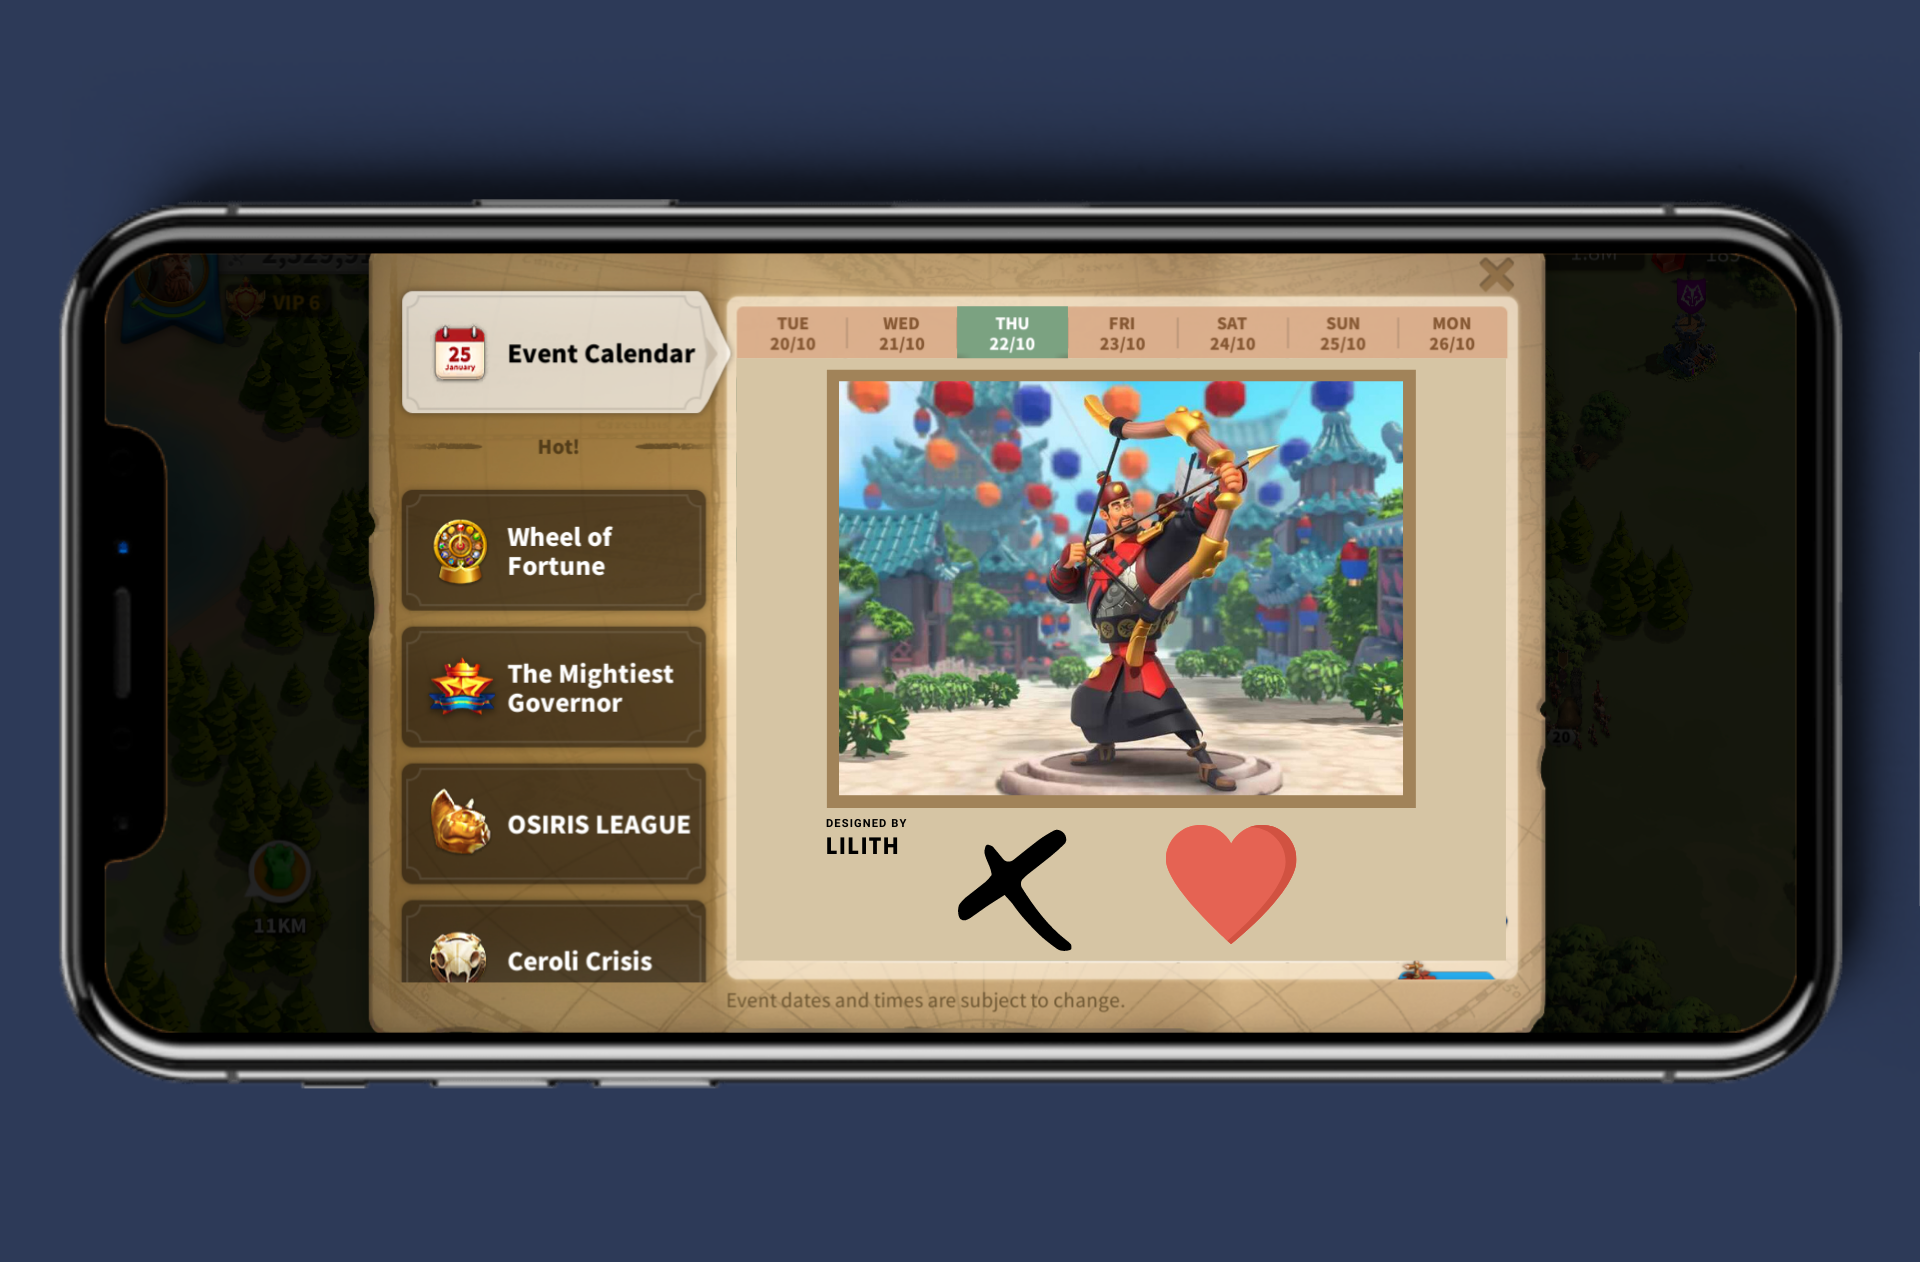 VIP 6
11KM
25
January
Event Calendar
Hot!
Wheel of
Fortune
The Mightiest
Governor
OSIRIS LEAGUE
Ceroli Crisis
TUE
20/10
WED
21/10
THU
22/10
FRI
23/10
SAT
24/10
SUN
25/10
MON
26/10
DESIGNED BY
LILITH
Event dates and times are subject to change.
20